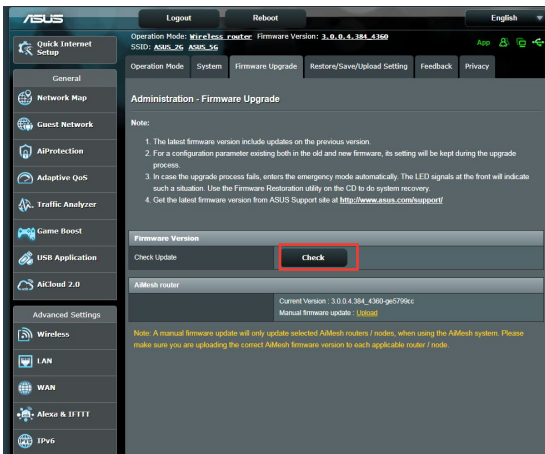 ASUS
Logout
Reboot
English
Quick Internet
Setup
Operation Mode: Wireless router Firmware Version: 3.0.0.4.384_4360
SSID: ASUS_2G ASUS_5G
App
Operation Mode
System
Firmware Upgrade
Restore/Save/Upload Setting
Feedback
Privacy
General
Network Map
Guest Network
AiProtection
Adaptive QoS
Traffic Analyzer
Game Boost
USB Application
AiCloud 2.0
Advanced Settings
Wireless
LAN
WAN
Alexa & IFTTT
IPv6
Administration - Firmware Upgrade
Note:
1. The latest firmware version include updates on the previous version.
2. For a configuration parameter existing both in the old and new firmware, its setting will be kept during the upgrade
process.
3. In case the upgrade process fails, enters the emergency mode automatically. The LED signals at the front will indicate
such a situation. Use the Firmware Restoration utility on the CD to do system recovery.
4. Get the latest firmware version from ASUS Support site at http://www.asus.com/support/
Firmware Version
Check Update
Check
AiMesh router
Current Version : 3.0.0.4.384_4360-ge5799cc
Manual firmware update : Upload
Note: A manual firmware update will only update selected AiMesh routers / nodes, when using the AiMesh system. Please
make sure you are uploading the correct AiMesh firmware version to each applicable router / node.